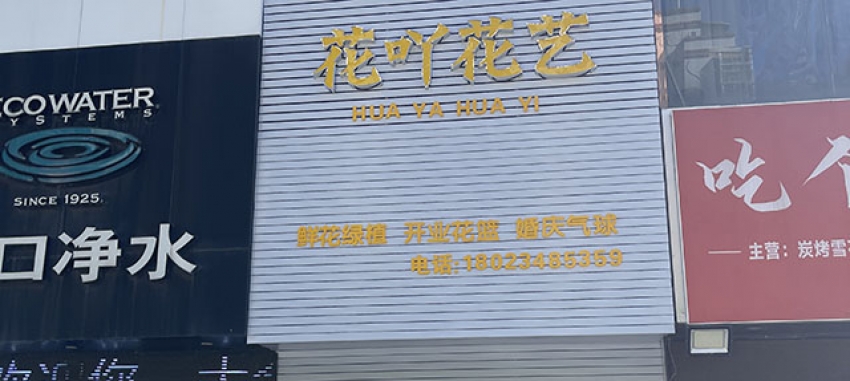 ECOWATER
SYSTEMS
SINCE 1925
口净水
花吖花艺
HUA YA HUA YI
鲜花绿植 开业花篮 婚庆气球
电话:18023485359
吃
主营：炭烤雪